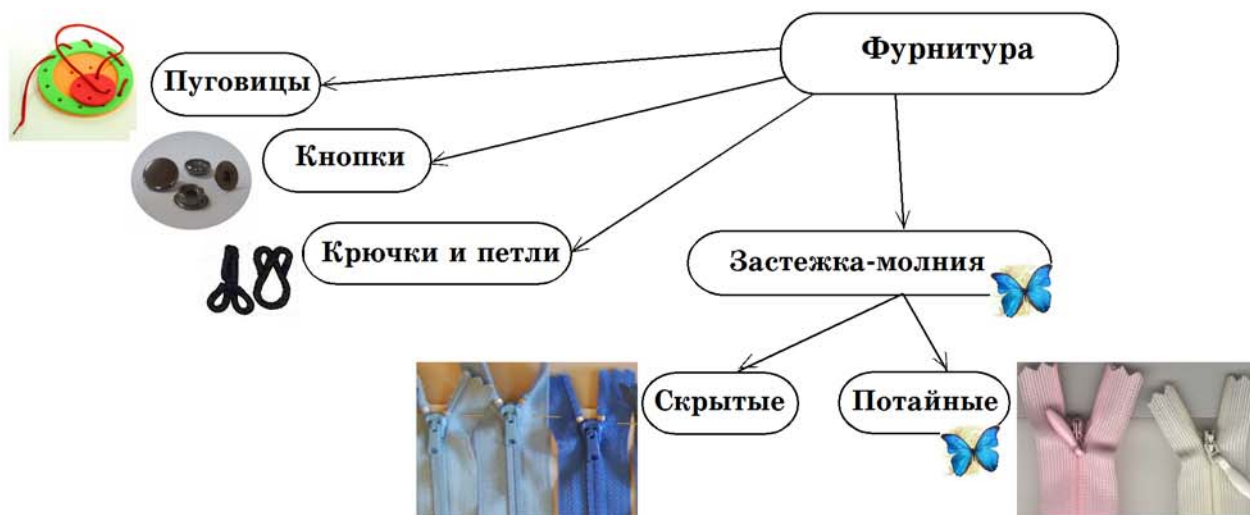 Фурнитура
Пуговицы
Кнопки
Крючки и петли
Застежка-молния
Скрытые
Потайные